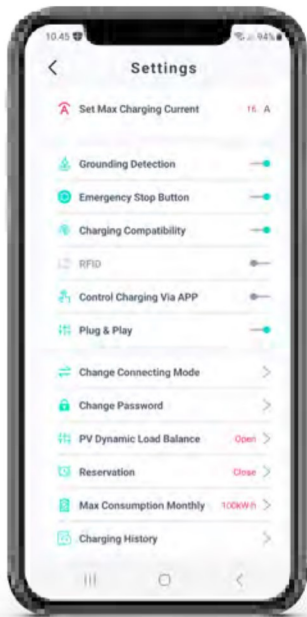 10.45 94%
Settings
Set Max Charging Current 16 A
Grounding Detection
Emergency Stop Button
Charging Compatibility
RFID
Control Charging Via APP
Plug & Play
Change Connecting Mode
Change Password
PV Dynamic Load Balance Open
Reservation Close
Max Consumption Monthly 100kW·h
Charging History